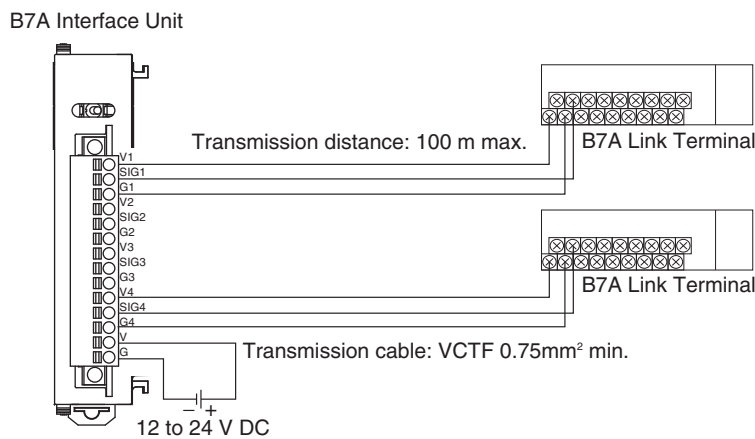 B7A Interface Unit
Transmission distance: 100 m max.
B7A Link Terminal
V1
SIG1
G1
V2
SIG2
G2
V3
SIG3
G3
V4
SIG4
G4
V
G
B7A Link Terminal
Transmission cable: VCTF 0.75mm² min.
− +
12 to 24 V DC